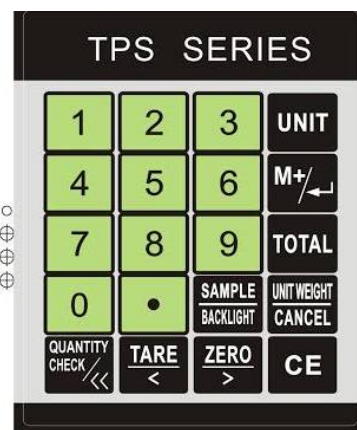 TPS SERIES
1 2 3 UNIT
4 5 6 M+/↵
7 8 9 TOTAL
0 • SAMPLE BACKLIGHT UNIT WEIGHT CANCEL
QUANTITY CHECK/<< TARE < ZERO > CE